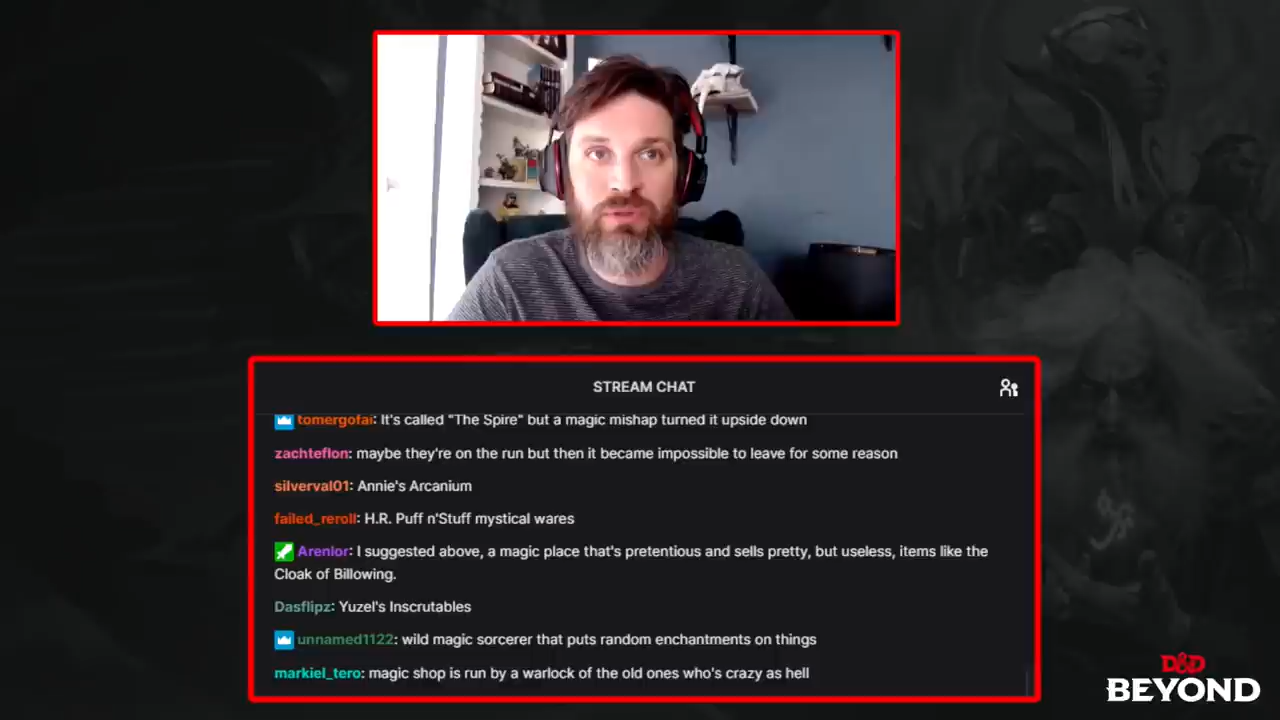 STREAM CHAT
tomergofai: It's called "The Spire" but a magic mishap turned it upside down
zachteflon: maybe they're on the run but then it became impossible to leave for some reason
silverval01: Annie's Arcanium
failed_reroll: H.R. Puff n'Stuff mystical wares
Arenior: I suggested above, a magic place that's pretentious and sells pretty, but useless, items like the
Cloak of Billowing.
Dasflipz: Yuzel's Inscrutables
unnamed1122: wild magic sorcerer that puts random enchantments on things
markiel_tero: magic shop is run by a warlock of the old ones who's crazy as hell
D&D
BEYOND